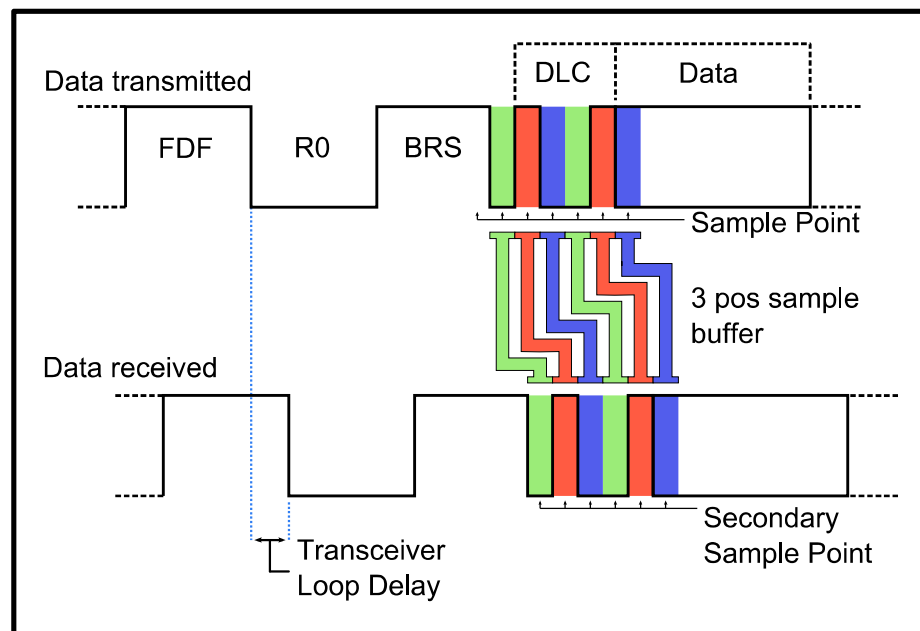 DLC
Data
Data transmitted
FDF
R0
BRS
Sample Point
3 pos sample
buffer
Data received
Secondary
Sample Point
Transceiver
Loop Delay